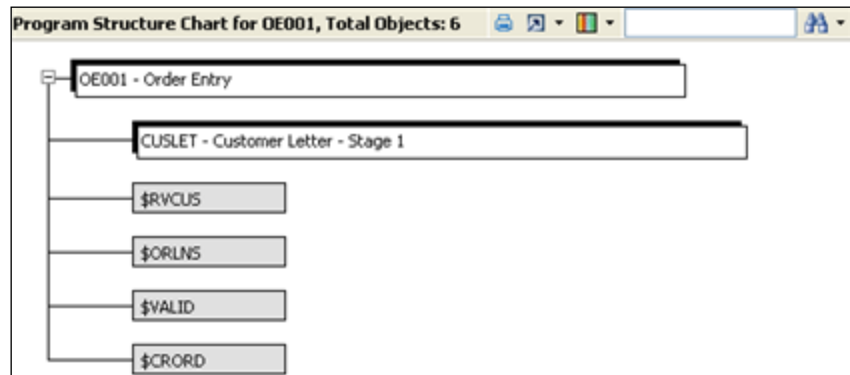 Program Structure Chart for OE001, Total Objects: 6
OE001 - Order Entry
CUSLET - Customer Letter - Stage 1
$RVCUS
$ORLNS
$VALID
$CRORD